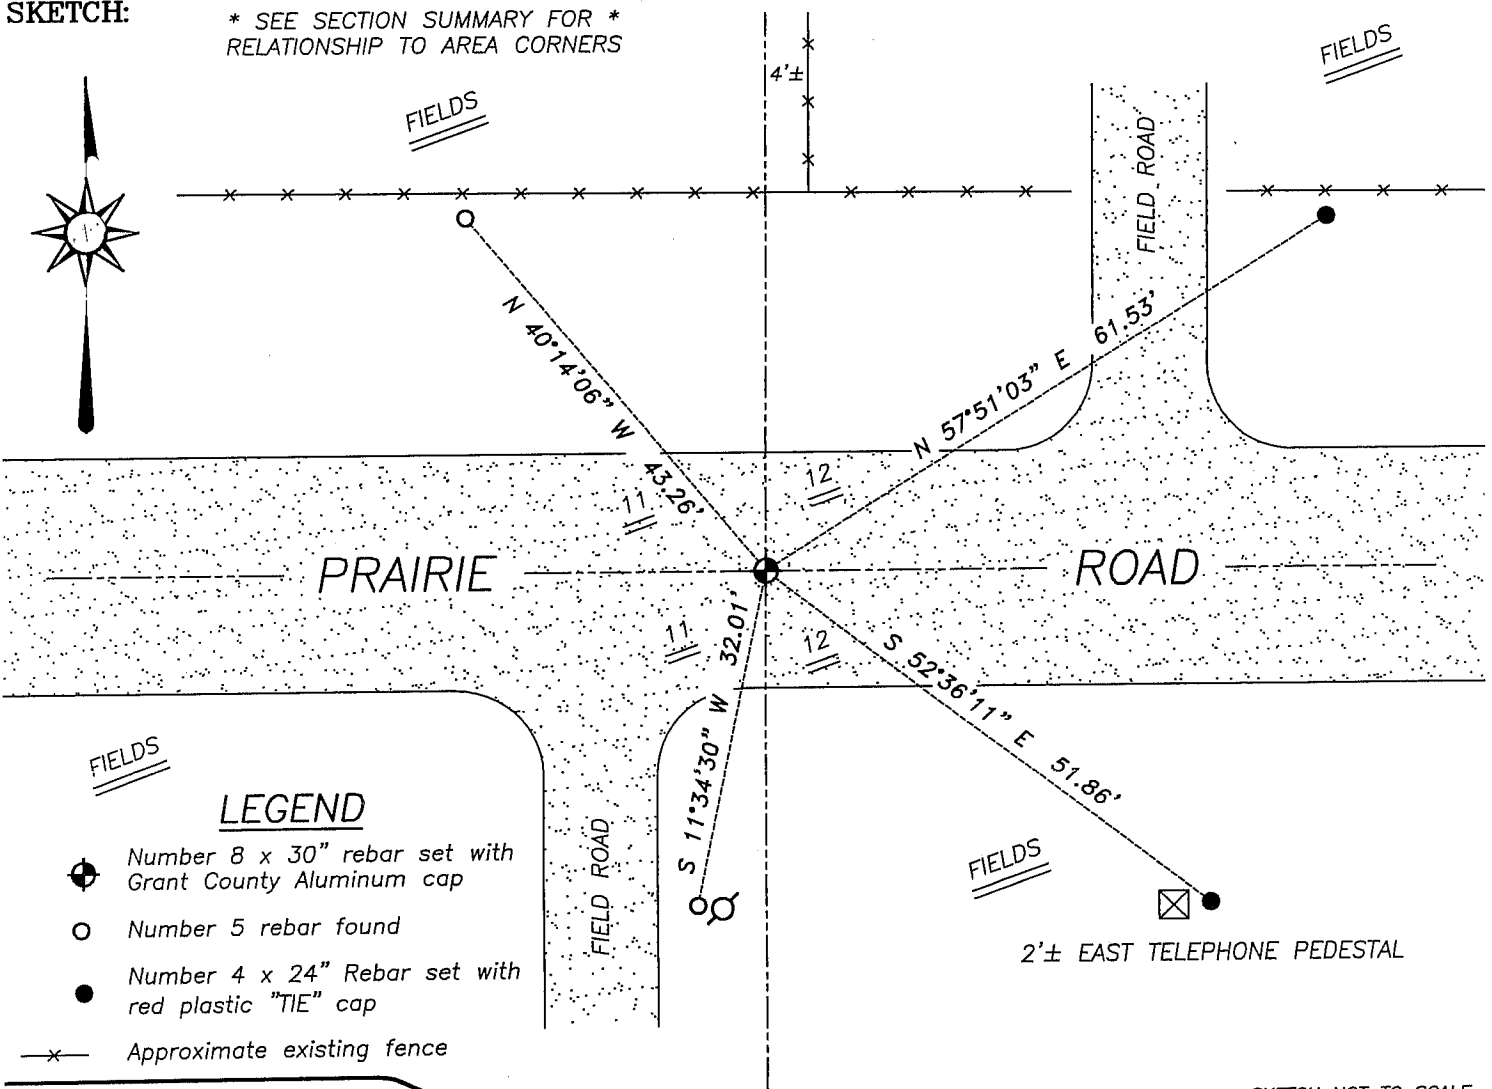 SKETCH:
* SEE SECTION SUMMARY FOR *
RELATIONSHIP TO AREA CORNERS
4'±
FIELDS
FIELDS
FIELD ROAD
N 40°14'06" W 43.26'
N 57°51'03" E 61.53'
11
12
PRAIRIE ROAD
11
12
S 11°34'30" W 32.01'
S 52°36'11" E 51.86'
FIELDS
FIELDS
FIELD ROAD
2'± EAST TELEPHONE PEDESTAL
LEGEND
Number 8 x 30" rebar set with
Grant County Aluminum cap
Number 5 rebar found
Number 4 x 24" Rebar set with
red plastic "TIE" cap
Approximate existing fence
SKETCH NOT TO SCALE